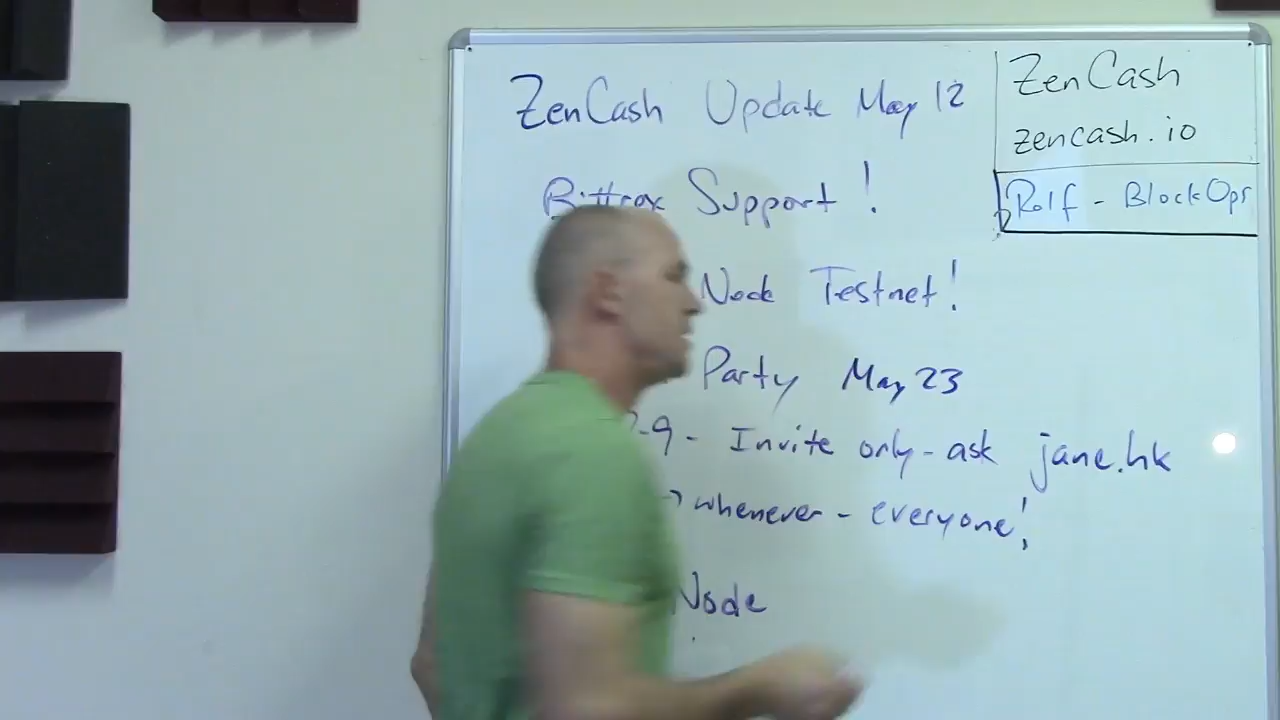 ZenCash Update May 12
ZenCash
zencash.io
Rolf - BlockOps
Bittrex Support!
Node Testnet!
Party May 23
-9 - Invite only - ask jane.hk
→ whenever - everyone!
Node